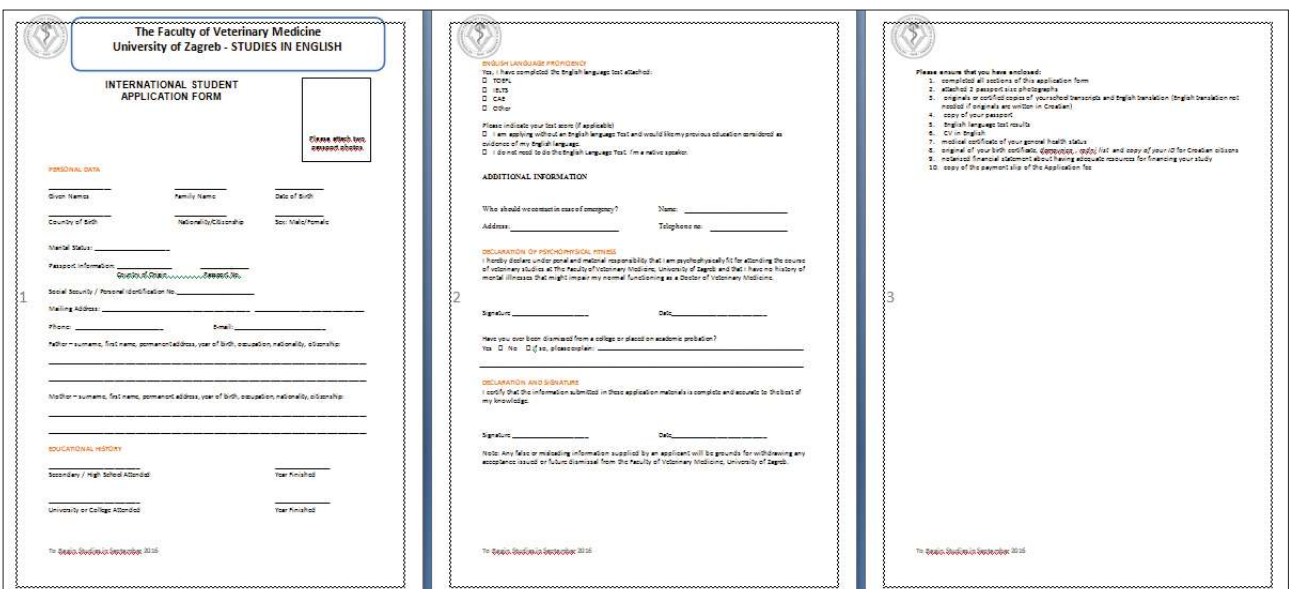 The Faculty of Veterinary Medicine
University of Zagreb - STUDIES IN ENGLISH
INTERNATIONAL STUDENT
APPLICATION FORM
Please attach two
passport photos.
PERSONAL DATA
Given Names Family Name Date of Birth
Country of Birth Nationality/Citizenship Sex: Male/Female
Marital Status:
Passport Information:
Country of Origin Passport No.
Social Security / Personal Identification No.
Mailing Address:
Phone: E-mail:
Father – surname, first name, permanent address, year of birth, occupation, nationality, citizenship:
Mother – surname, first name, permanent address, year of birth, occupation, nationality, citizenship:
EDUCATIONAL HISTORY
Secondary / High School Attended Year Finished
University or College Attended Year Finished
To Begin Studies in September 2016
1
ENGLISH LANGUAGE PROFICIENCY
Yes, I have completed the English language test attached:
☐ TOEFL
☐ IELTS
☐ CAE
☐ Other
Please indicate your test score (if applicable)
☐ I am applying without an English language Test and would like my previous education considered as
evidence of my English language.
☐ I do not need to do the English Language Test. I'm a native speaker.
ADDITIONAL INFORMATION
Who should we contact in case of emergency? Name:
Address: Telephone no.
DECLARATION OF PSYCHOPHYSICAL FITNESS
I hereby declare under penal and material responsibility that I am psychophysically fit for attending the course
of veterinary studies at The Faculty of Veterinary Medicine, University of Zagreb and that I have no history of
mental illnesses that might impair my normal functioning as a Doctor of Veterinary Medicine.
Signature Date
Have you ever been dismissed from a college or placed on academic probation?
Yes ☐ No ☐ if so, please explain:
DECLARATION AND SIGNATURE
I certify that the information submitted in these application materials is complete and accurate to the best of
my knowledge.
Signature Date
Note: Any false or misleading information supplied by an applicant will be grounds for withdrawing any
acceptance issued or future dismissal from the Faculty of Veterinary Medicine, University of Zagreb.
To Begin Studies in September 2016
2
Please ensure that you have enclosed:
1. completed all sections of this application form
2. attached 2 passport size photographs
3. originals or certified copies of your school transcripts and English translation (English translation not
needed if originals are written in Croatian)
4. copy of your passport
5. English language test results
6. CV in English
7. medical certificate of your general health status
8. original of your birth certificate, domovnica, rodni list and copy of your ID for Croatian citizens
9. notarised financial statement about having adequate resources for financing your study
10. copy of the payment slip of the Application fee
To Begin Studies in September 2016
3